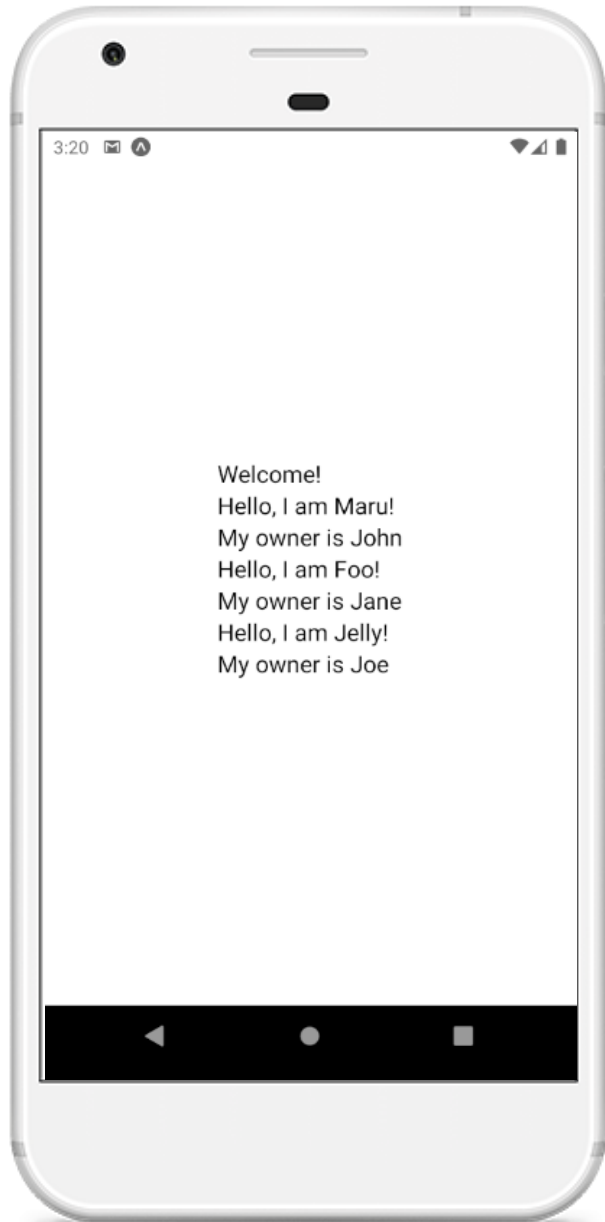 3:20
Welcome!
Hello, I am Maru!
My owner is John
Hello, I am Foo!
My owner is Jane
Hello, I am Jelly!
My owner is Joe